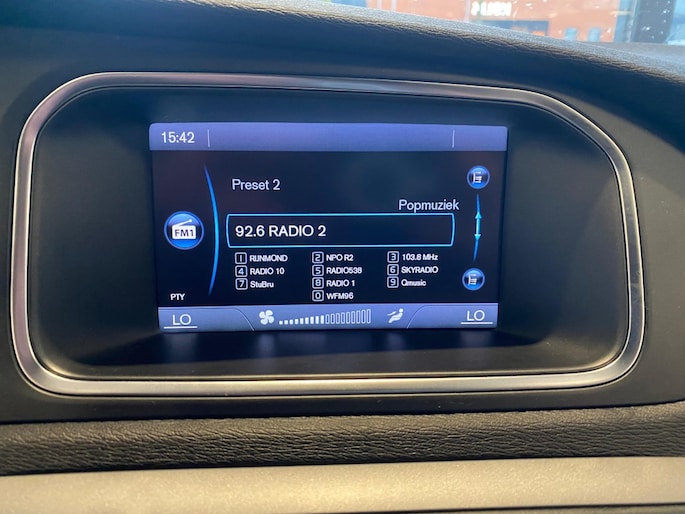 15:42
Preset 2
Popmuziek
FM1
92.6 RADIO 2
1 RIJNMOND 2 NPO R2 3 103.8 MHz
4 RADIO 10 5 RADIO538 6 SKYRADIO
7 StuBru 8 RADIO 1 9 Qmusic
0 WFM96
PTY
LO LO